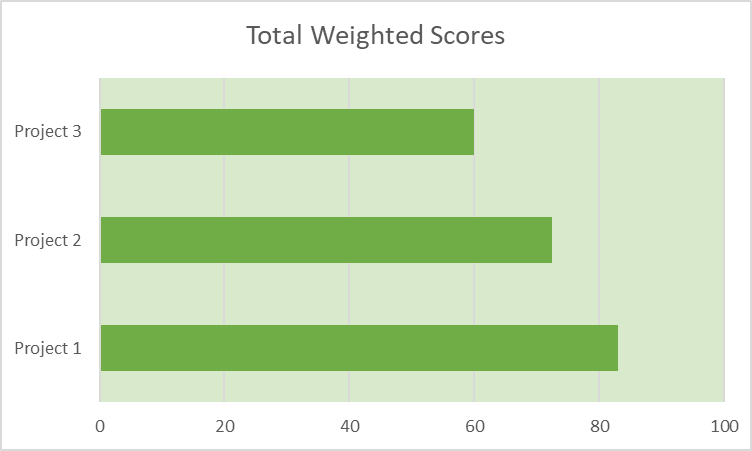 Total Weighted Scores
Project 3
Project 2
Project 1
0 20 40 60 80 100